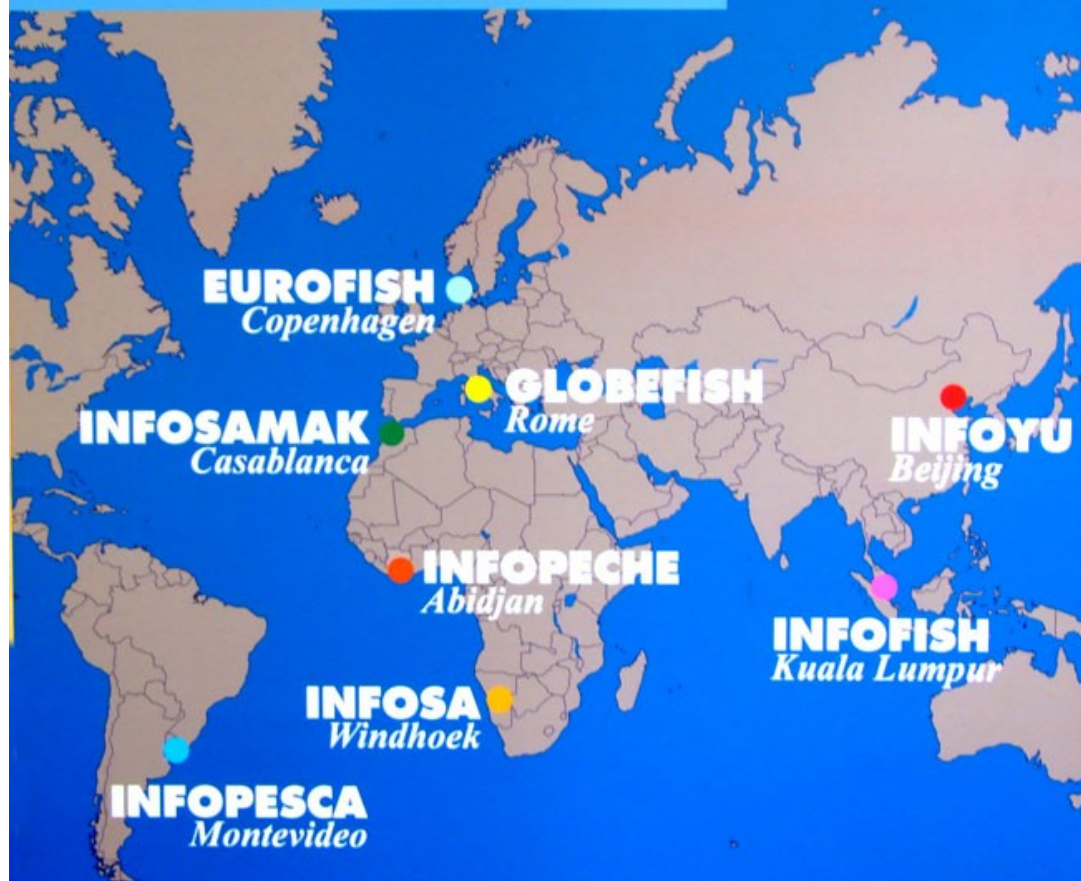 EUROFISH
Copenhagen
GLOBEFISH
Rome
INFOSAMAK
Casablanca
INFOYU
Beijing
INFOPECHE
Abidjan
INFOFISH
Kuala Lumpur
INFOSA
Windhoek
INFOPESCA
Montevideo